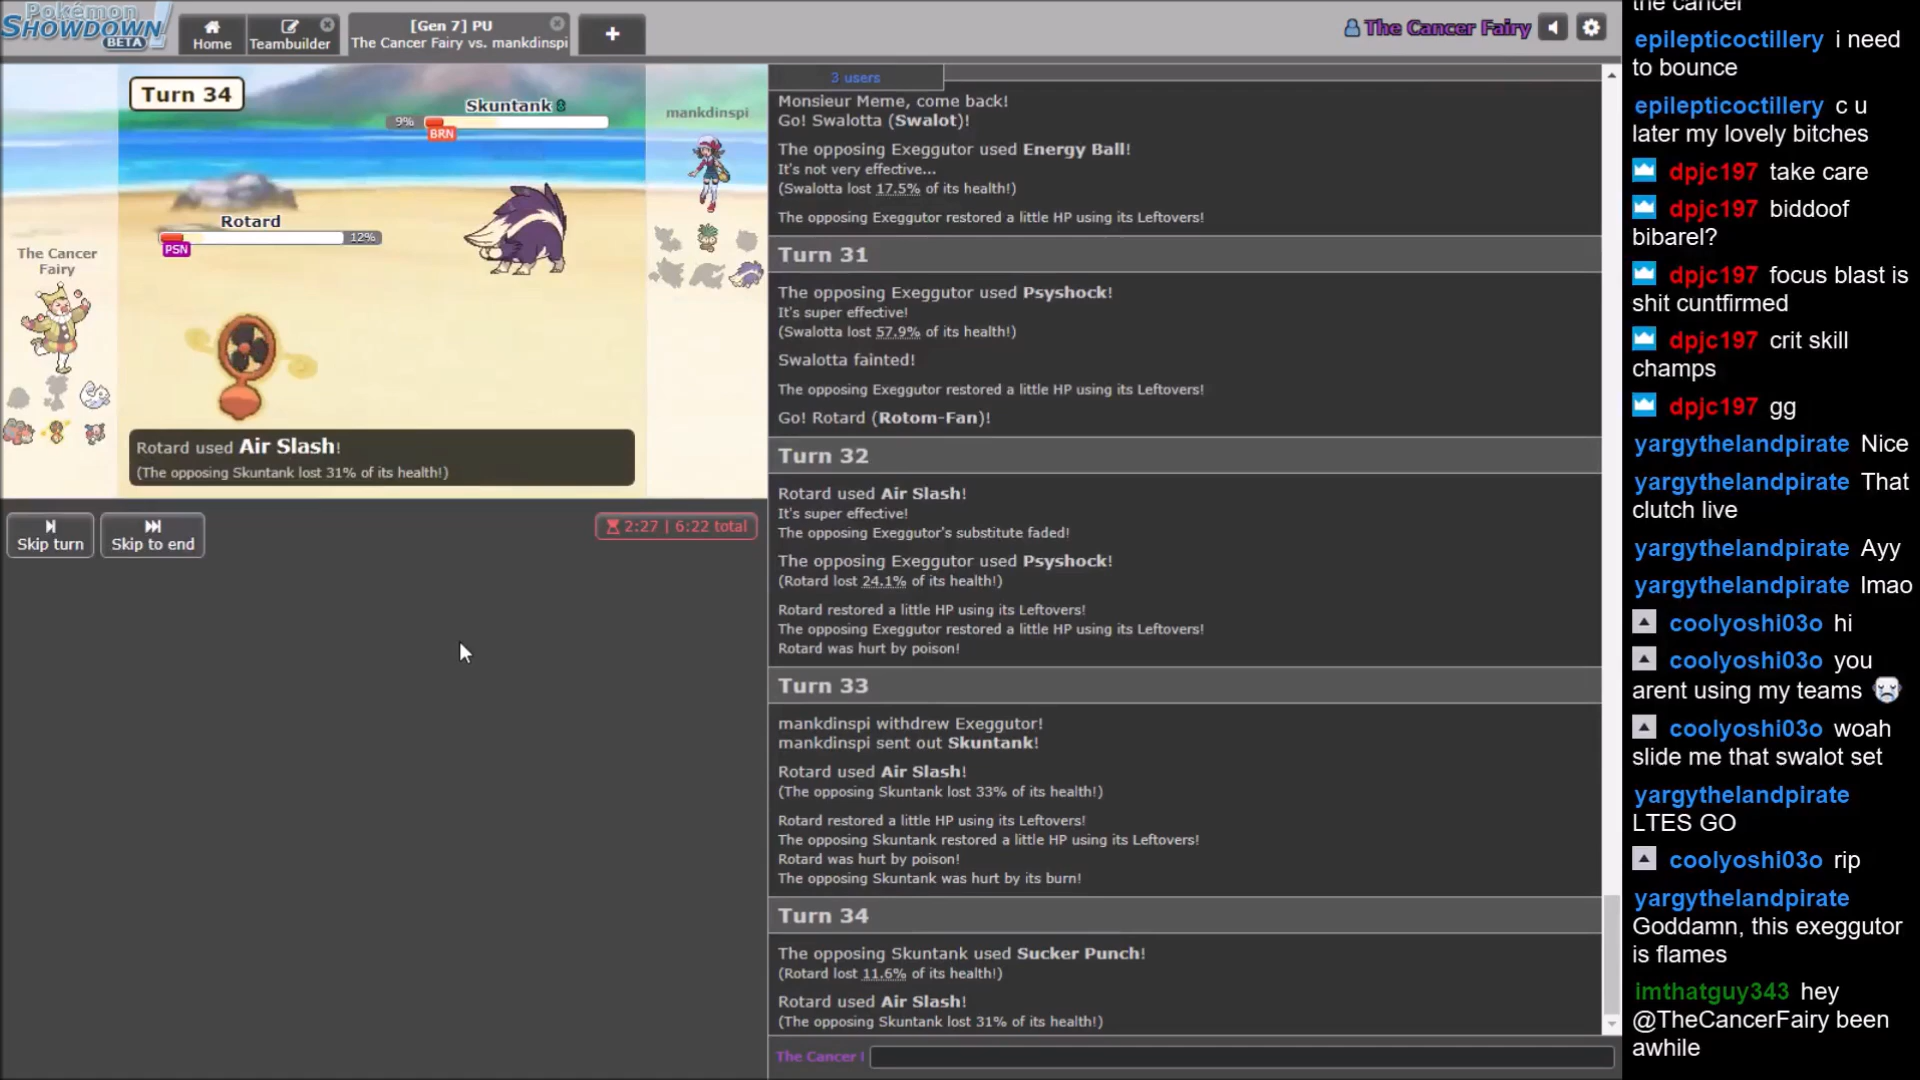 Pokémon
SHOWDOWN
BETA
Home
Teambuilder
[Gen 7] PU
The Cancer Fairy vs. mankdinspi
The Cancer Fairy
Turn 34
Skuntank
9%
BRN
Rotard
12%
PSN
The Cancer
Fairy
mankdinspi
Rotard used Air Slash!
(The opposing Skuntank lost 31% of its health!)
Skip turn
Skip to end
2:27 | 6:22 total
3 users
Monsieur Meme, come back!
Go! Swalotta (Swalot)!
The opposing Exeggutor used Energy Ball!
It's not very effective...
(Swalotta lost 17.5% of its health!)
The opposing Exeggutor restored a little HP using its Leftovers!
Turn 31
The opposing Exeggutor used Psyshock!
It's super effective!
(Swalotta lost 57.9% of its health!)
Swalotta fainted!
The opposing Exeggutor restored a little HP using its Leftovers!
Go! Rotard (Rotom-Fan)!
Turn 32
Rotard used Air Slash!
It's super effective!
The opposing Exeggutor's substitute faded!
The opposing Exeggutor used Psyshock!
(Rotard lost 24.1% of its health!)
Rotard restored a little HP using its Leftovers!
The opposing Exeggutor restored a little HP using its Leftovers!
Rotard was hurt by poison!
Turn 33
mankdinspi withdrew Exeggutor!
mankdinspi sent out Skuntank!
Rotard used Air Slash!
(The opposing Skuntank lost 33% of its health!)
Rotard restored a little HP using its Leftovers!
The opposing Skuntank restored a little HP using its Leftovers!
Rotard was hurt by poison!
The opposing Skuntank was hurt by its burn!
Turn 34
The opposing Skuntank used Sucker Punch!
(Rotard lost 11.6% of its health!)
Rotard used Air Slash!
(The opposing Skuntank lost 31% of its health!)
The Cancer
the cancer
epilepticoctillery i need
to bounce
epilepticoctillery c u
later my lovely bitches
dpjc197 take care
dpjc197 biddoof
bibarel?
dpjc197 focus blast is
shit cuntfirmed
dpjc197 crit skill
champs
dpjc197 gg
yargythelandpirate Nice
yargythelandpirate That
clutch live
yargythelandpirate Ayy
yargythelandpirate lmao
coolyoshi03o hi
coolyoshi03o you
arent using my teams
coolyoshi03o woah
slide me that swalot set
yargythelandpirate
LTES GO
coolyoshi03o rip
yargythelandpirate
Goddamn, this exeggutor
is flames
imthatguy343 hey
@TheCancerFairy been
awhile